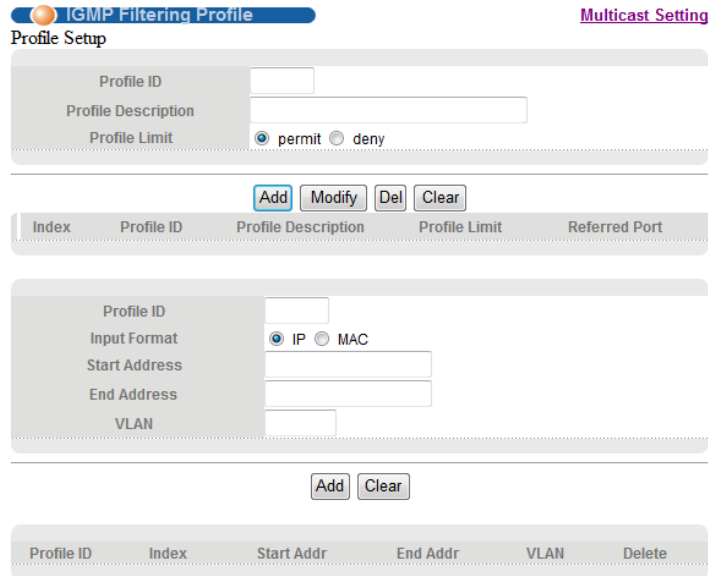 IGMP Filtering Profile Multicast Setting
Profile Setup
Profile ID
Profile Description
Profile Limit permit deny
Add Modify Del Clear
Index Profile ID Profile Description Profile Limit Referred Port
Profile ID
Input Format IP MAC
Start Address
End Address
VLAN
Add Clear
Profile ID Index Start Addr End Addr VLAN Delete